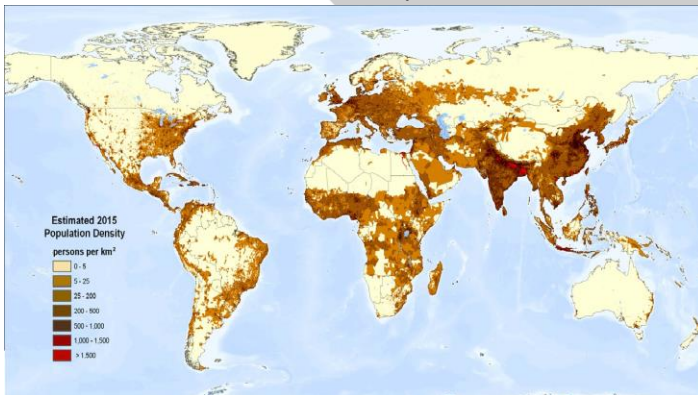 Estimated 2015
Population Density
persons per km²
0 - 5
5 - 25
25 - 200
200 - 500
500 - 1,000
1,000 - 1,500
> 1,500